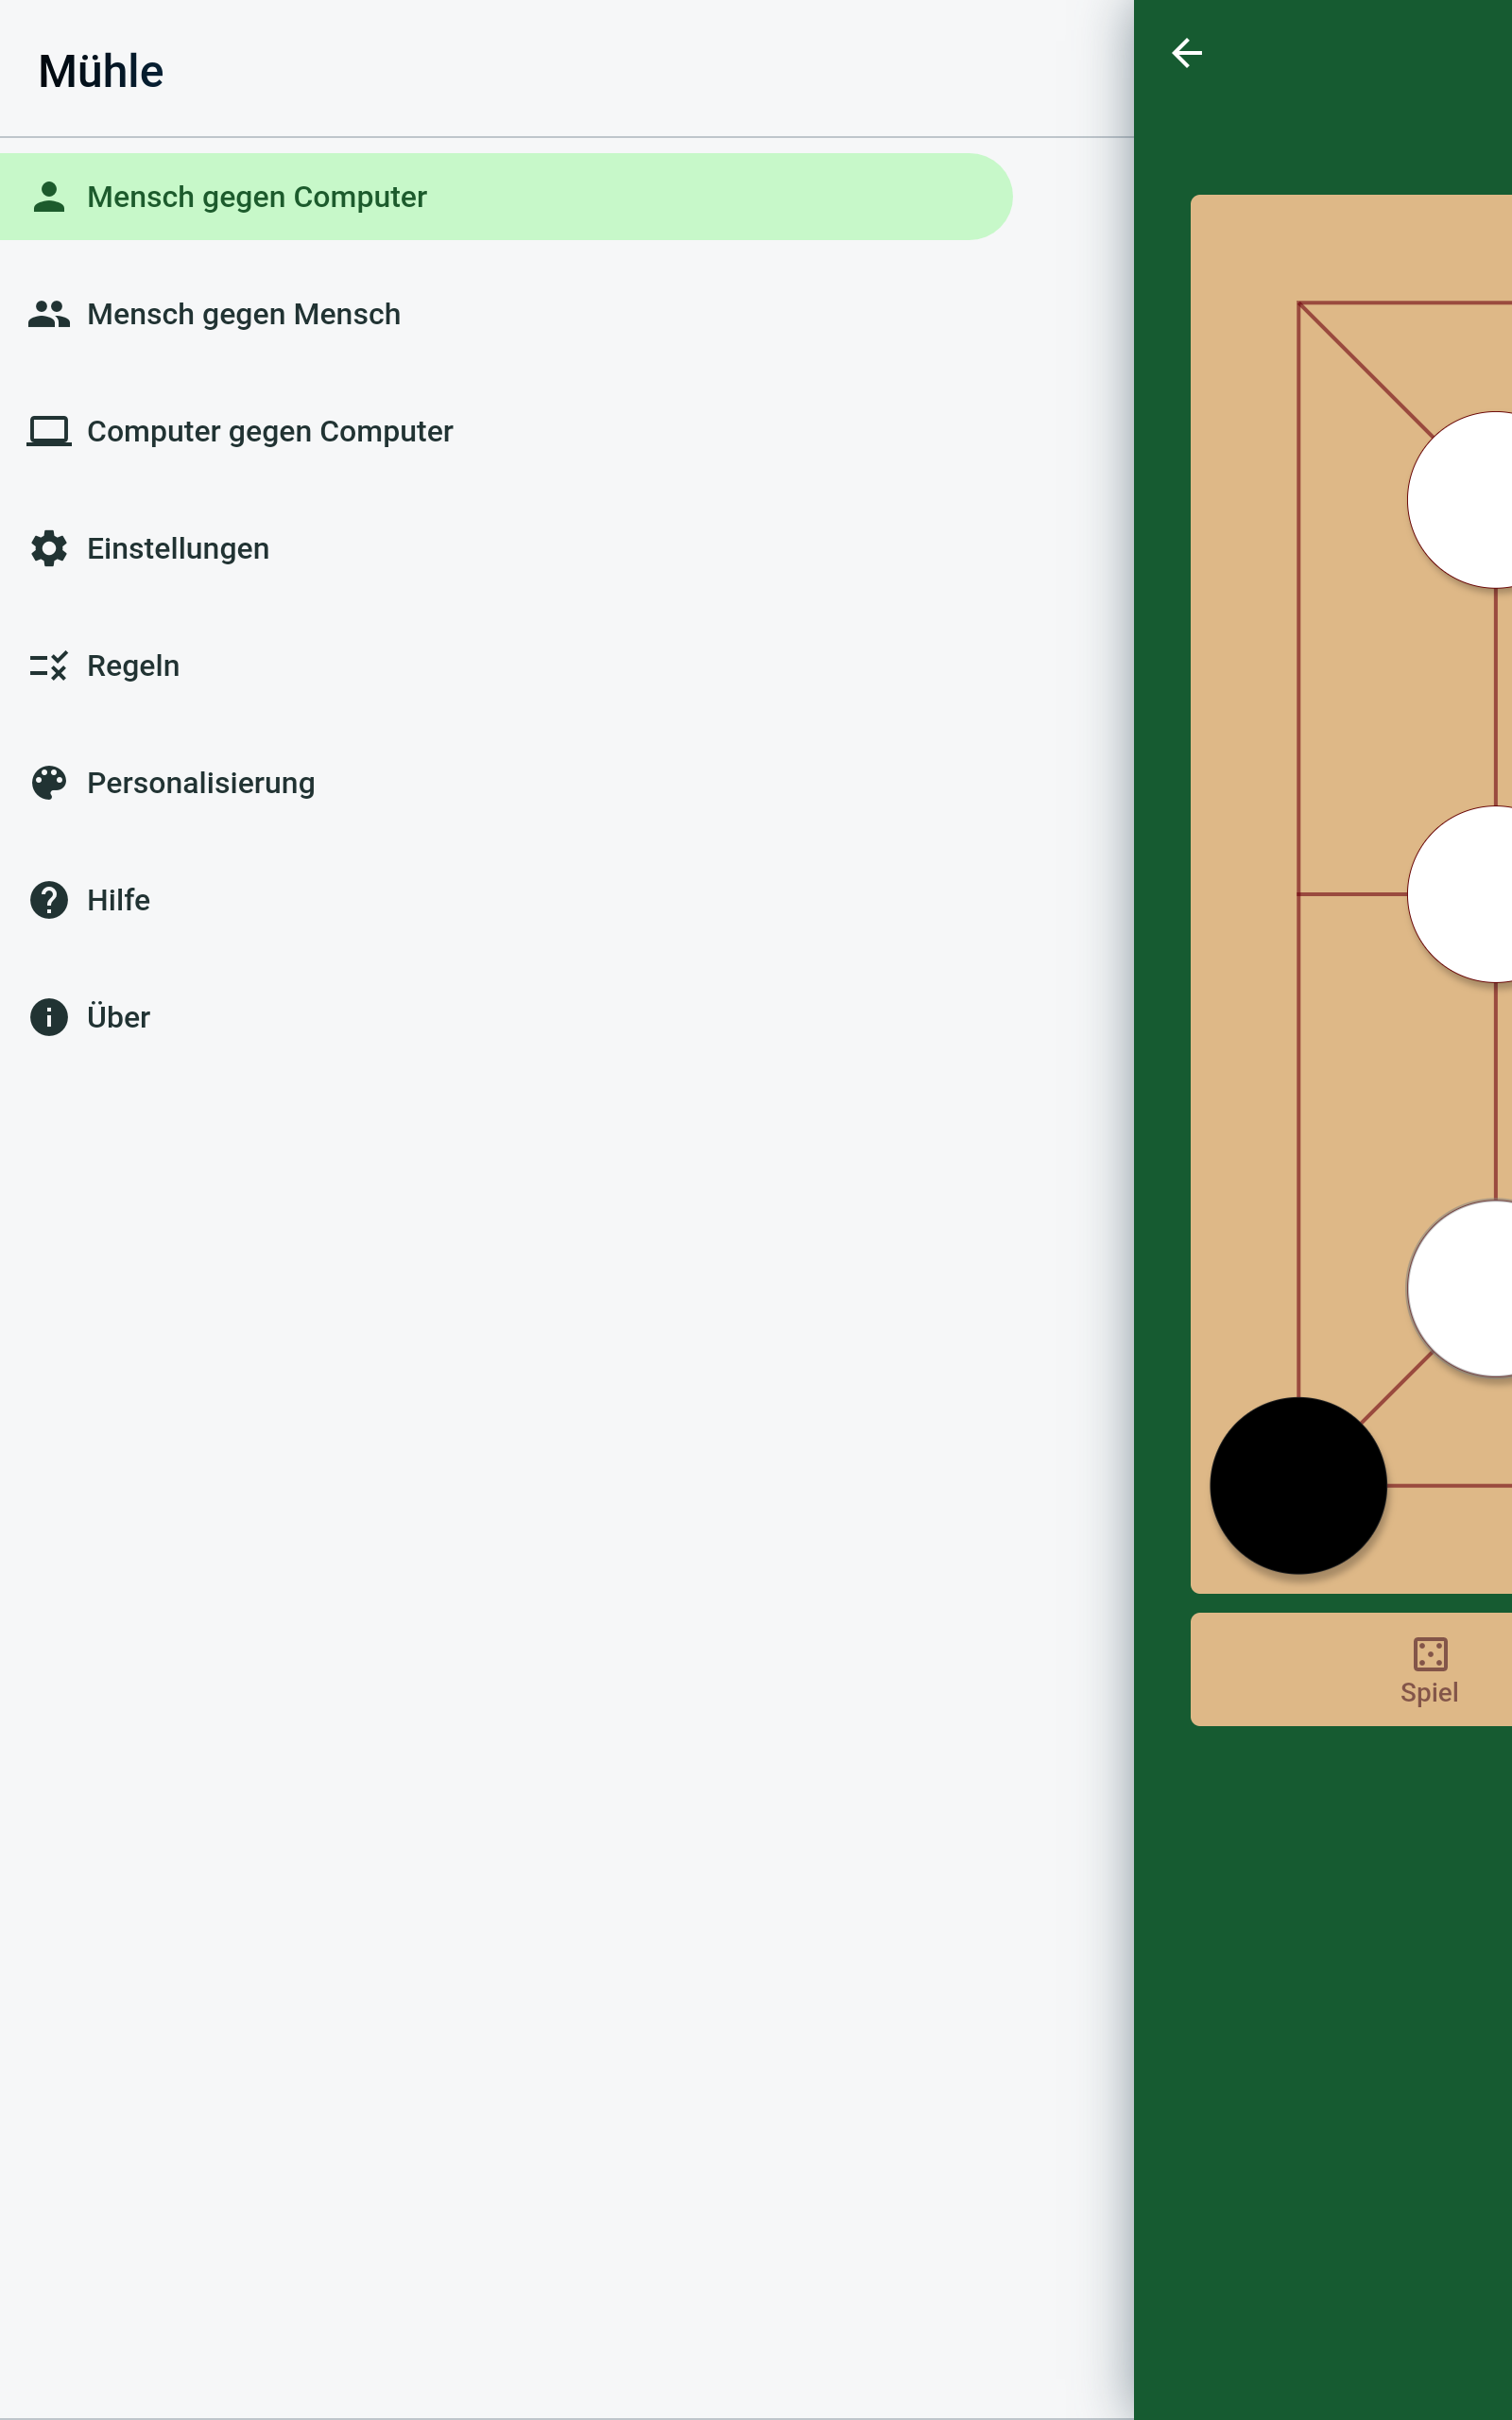 Mühle
Mensch gegen Computer
Mensch gegen Mensch
Computer gegen Computer
Einstellungen
Regeln
Personalisierung
Hilfe
Über
Spiel